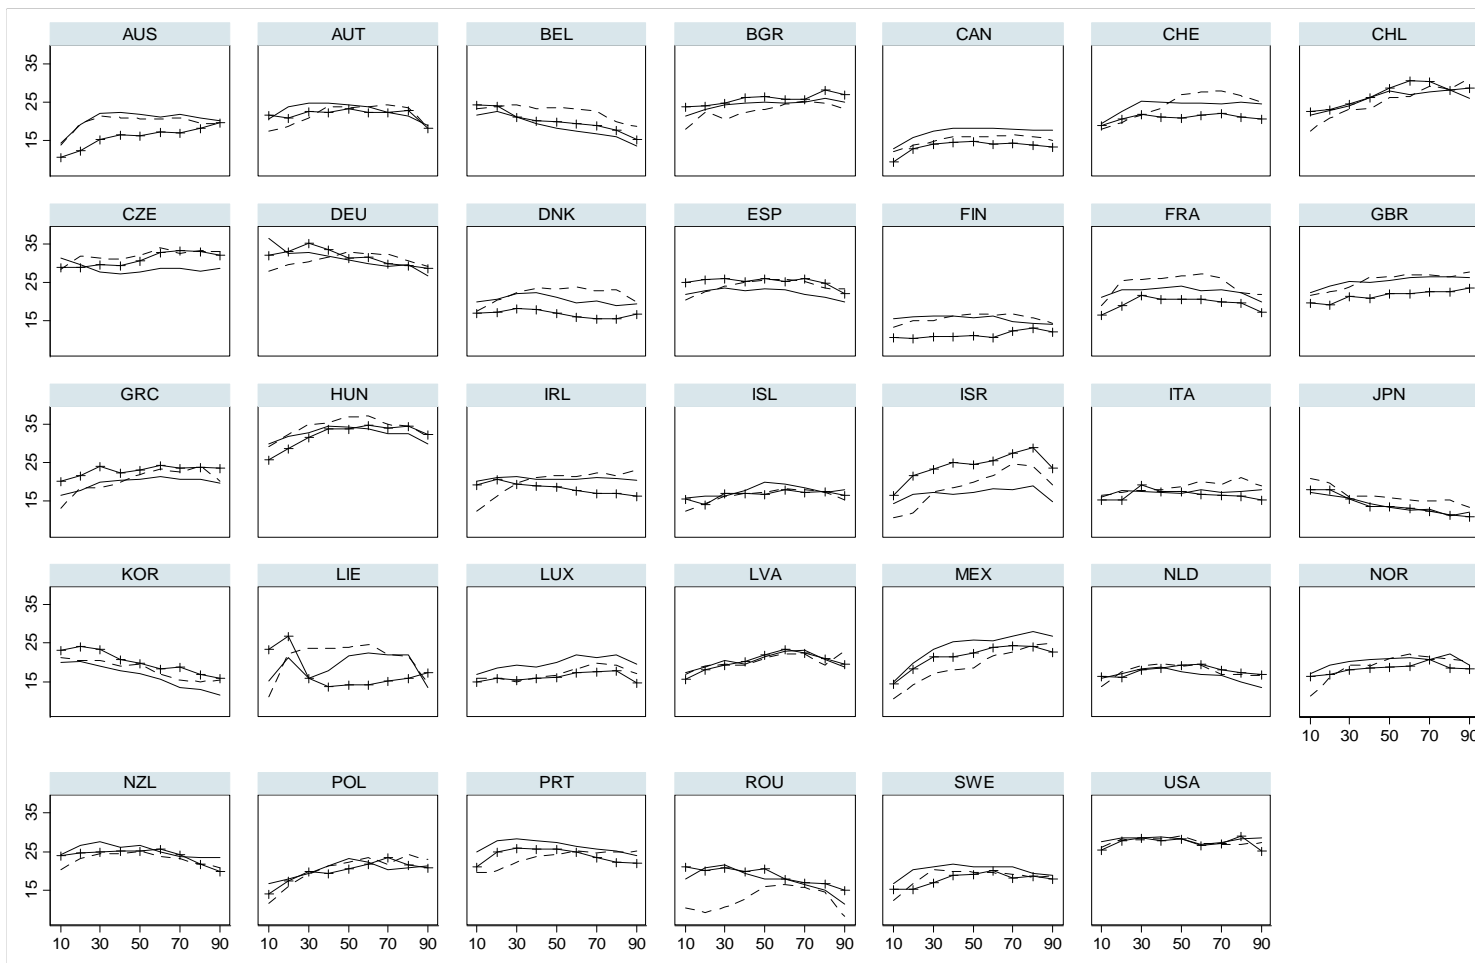 AUS AUT BEL BGR CAN CHE CHL
35
25
15
CZE DEU DNK ESP FIN FRA GBR
35
25
15
GRC HUN IRL ISL ISR ITA JPN
35
25
15
KOR LIE LUX LVA MEX NLD NOR
35
25
15
10 30 50 70 90
NZL POL PRT ROU SWE USA
35
25
15
10 30 50 70 90 10 30 50 70 90 10 30 50 70 90 10 30 50 70 90 10 30 50 70 90 10 30 50 70 90